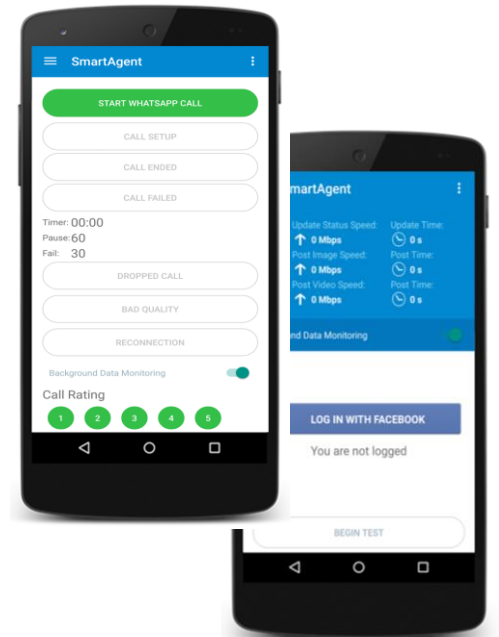 SmartAgent
START WHATSAPP CALL
CALL SETUP
CALL ENDED
CALL FAILED
Timer: 00:00
Pause: 60
Fail: 30
DROPPED CALL
BAD QUALITY
RECONNECTION
Background Data Monitoring
Call Rating
1 2 3 4 5
martAgent
Update Status Speed: Update Time:
0 Mbps 0 s
Post Image Speed: Post Time:
0 Mbps 0 s
Post Video Speed: Post Time:
0 Mbps 0 s
nd Data Monitoring
LOG IN WITH FACEBOOK
You are not logged
BEGIN TEST